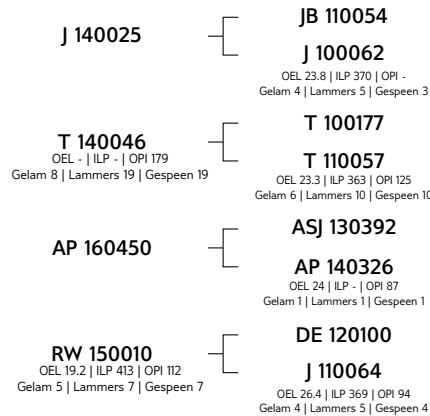 J 140025
JB 110054
J 100062
OEL 23.8 | ILP 370 | OPI -
Gelam 4 | Lammers 5 | Gespeen 3
T 140046
OEL - | ILP - | OPI 179
Gelam 8 | Lammers 19 | Gespeen 19
T 100177
T 110057
OEL 23.3 | ILP 363 | OPI 125
Gelam 6 | Lammers 10 | Gespeen 10
AP 160450
ASJ 130392
AP 140326
OEL 24 | ILP - | OPI 87
Gelam 1 | Lammers 1 | Gespeen 1
RW 150010
OEL 19.2 | ILP 413 | OPI 112
Gelam 5 | Lammers 7 | Gespeen 7
DE 120100
J 110064
OEL 26.4 | ILP 369 | OPI 94
Gelam 4 | Lammers 5 | Gespeen 4